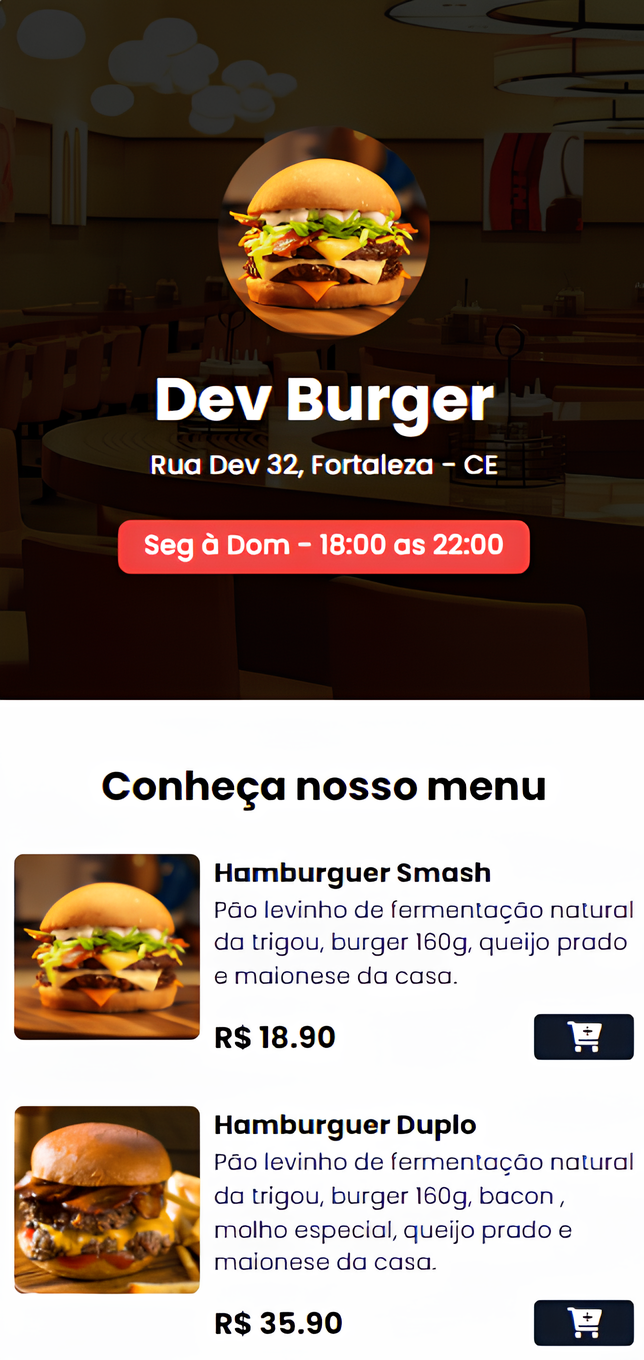 Dev Burger
Rua Dev 32, Fortaleza - CE
Seg à Dom - 18:00 as 22:00
Conheça nosso menu
Hamburguer Smash
Pão levinho de fermentação natural
da trigou, burger 160g, queijo prado
e maionese da casa.
R$ 18.90
Hamburguer Duplo
Pão levinho de fermentação natural
da trigou, burger 160g, bacon ,
molho especial, queijo prado e
maionese da casa.
R$ 35.90